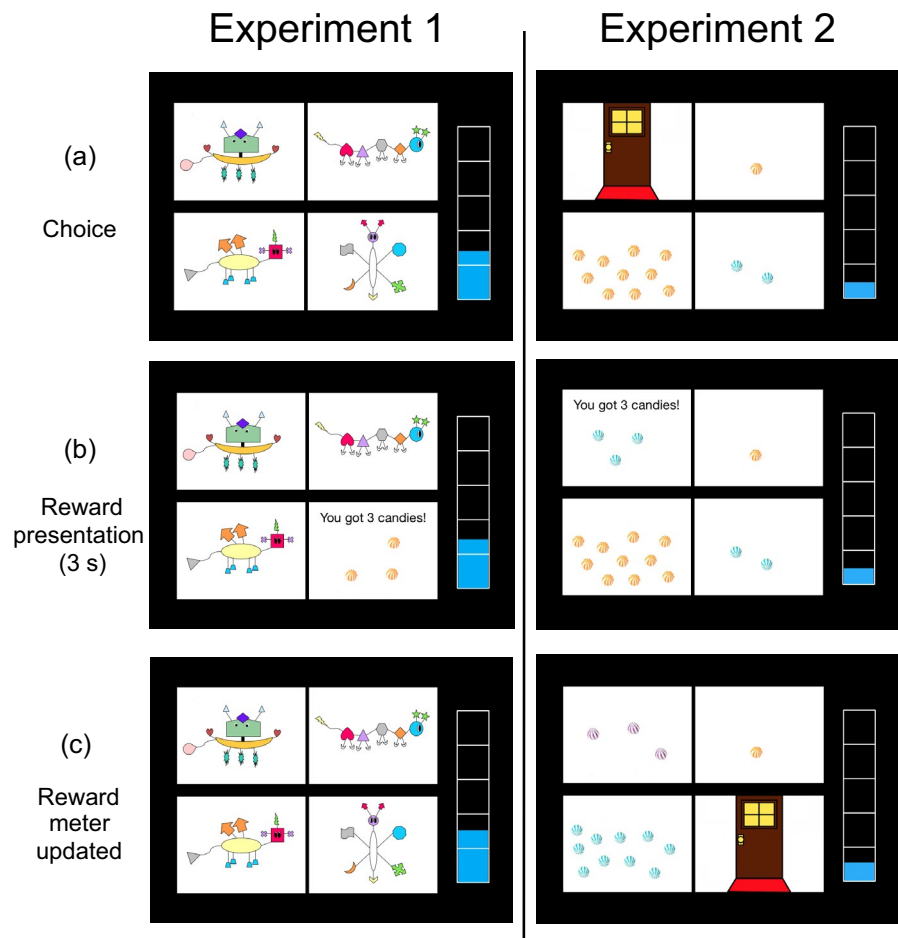 Experiment 1
Experiment 2
(a)
Choice
(b)
Reward
presentation
(3 s)
You got 3 candies!
You got 3 candies!
(c)
Reward
meter
updated